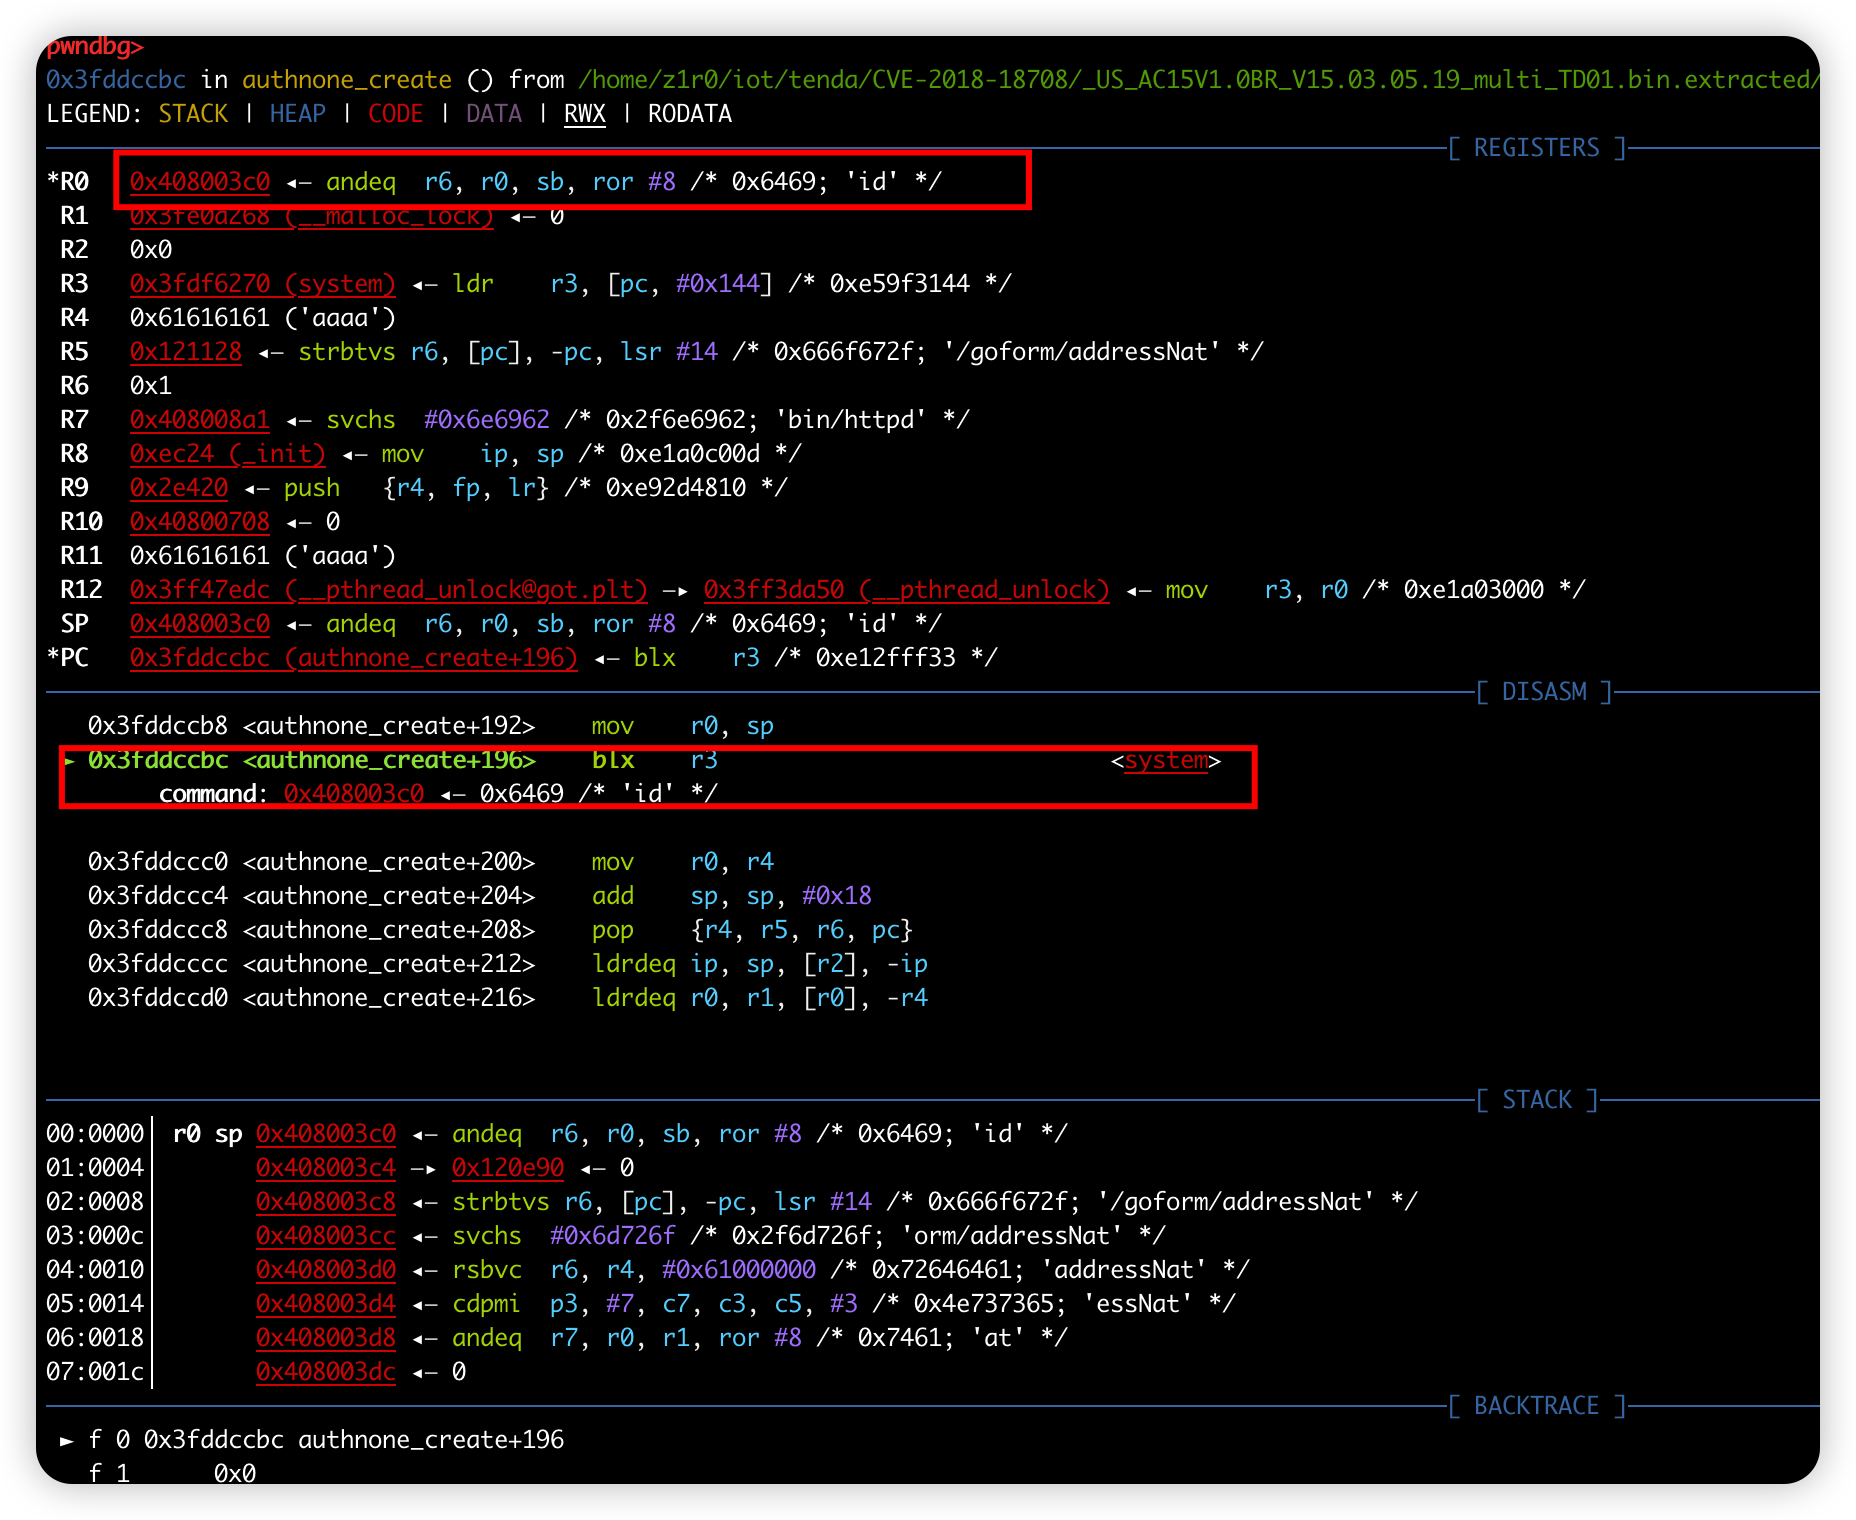 pwndbg>
0x3fddccbc in authnone_create () from /home/z1r0/iot/tenda/CVE-2018-18708/_US_AC15V1.0BR_V15.03.05.19_multi_TD01.bin.extracted/
LEGEND: STACK | HEAP | CODE | DATA | RWX | RODATA
[ REGISTERS ]
*R0 0x408003c0 ◂— andeq r6, r0, sb, ror #8 /* 0x6469; 'id' */
R1 0x3fe0a268 (__malloc_lock) ◂— 0
R2 0x0
R3 0x3fdf6270 (system) ◂— ldr r3, [pc, #0x144] /* 0xe59f3144 */
R4 0x61616161 ('aaaa')
R5 0x121128 ◂— strbtvs r6, [pc], -pc, lsr #14 /* 0x666f672f; '/goform/addressNat' */
R6 0x1
R7 0x408008a1 ◂— svchs #0x6e6962 /* 0x2f6e6962; 'bin/httpd' */
R8 0xec24 (_init) ◂— mov ip, sp /* 0xe1a0c00d */
R9 0x2e420 ◂— push {r4, fp, lr} /* 0xe92d4810 */
R10 0x40800708 ◂— 0
R11 0x61616161 ('aaaa')
R12 0x3ff47edc (__pthread_unlock@got.plt) —▸ 0x3ff3da50 (__pthread_unlock) ◂— mov r3, r0 /* 0xe1a03000 */
SP 0x408003c0 ◂— andeq r6, r0, sb, ror #8 /* 0x6469; 'id' */
*PC 0x3fddccbc (authnone_create+196) ◂— blx r3 /* 0xe12fff33 */
[ DISASM ]
0x3fddccb8 <authnone_create+192> mov r0, sp
► 0x3fddccbc <authnone_create+196> blx r3 <system>
command: 0x408003c0 ◂— 0x6469 /* 'id' */
0x3fddccc0 <authnone_create+200> mov r0, r4
0x3fddccc4 <authnone_create+204> add sp, sp, #0x18
0x3fddccc8 <authnone_create+208> pop {r4, r5, r6, pc}
0x3fddcccc <authnone_create+212> ldrdeq ip, sp, [r2], -ip
0x3fddccd0 <authnone_create+216> ldrdeq r0, r1, [r0], -r4
[ STACK ]
00:0000│ r0 sp 0x408003c0 ◂— andeq r6, r0, sb, ror #8 /* 0x6469; 'id' */
01:0004│ 0x408003c4 —▸ 0x120e90 ◂— 0
02:0008│ 0x408003c8 ◂— strbtvs r6, [pc], -pc, lsr #14 /* 0x666f672f; '/goform/addressNat' */
03:000c│ 0x408003cc ◂— svchs #0x6d726f /* 0x2f6d726f; 'orm/addressNat' */
04:0010│ 0x408003d0 ◂— rsbvc r6, r4, #0x61000000 /* 0x72646461; 'addressNat' */
05:0014│ 0x408003d4 ◂— cdpmi p3, #7, c7, c3, c5, #3 /* 0x4e737365; 'essNat' */
06:0018│ 0x408003d8 ◂— andeq r7, r0, r1, ror #8 /* 0x7461; 'at' */
07:001c│ 0x408003dc ◂— 0
[ BACKTRACE ]
► f 0 0x3fddccbc authnone_create+196
f 1 0x0